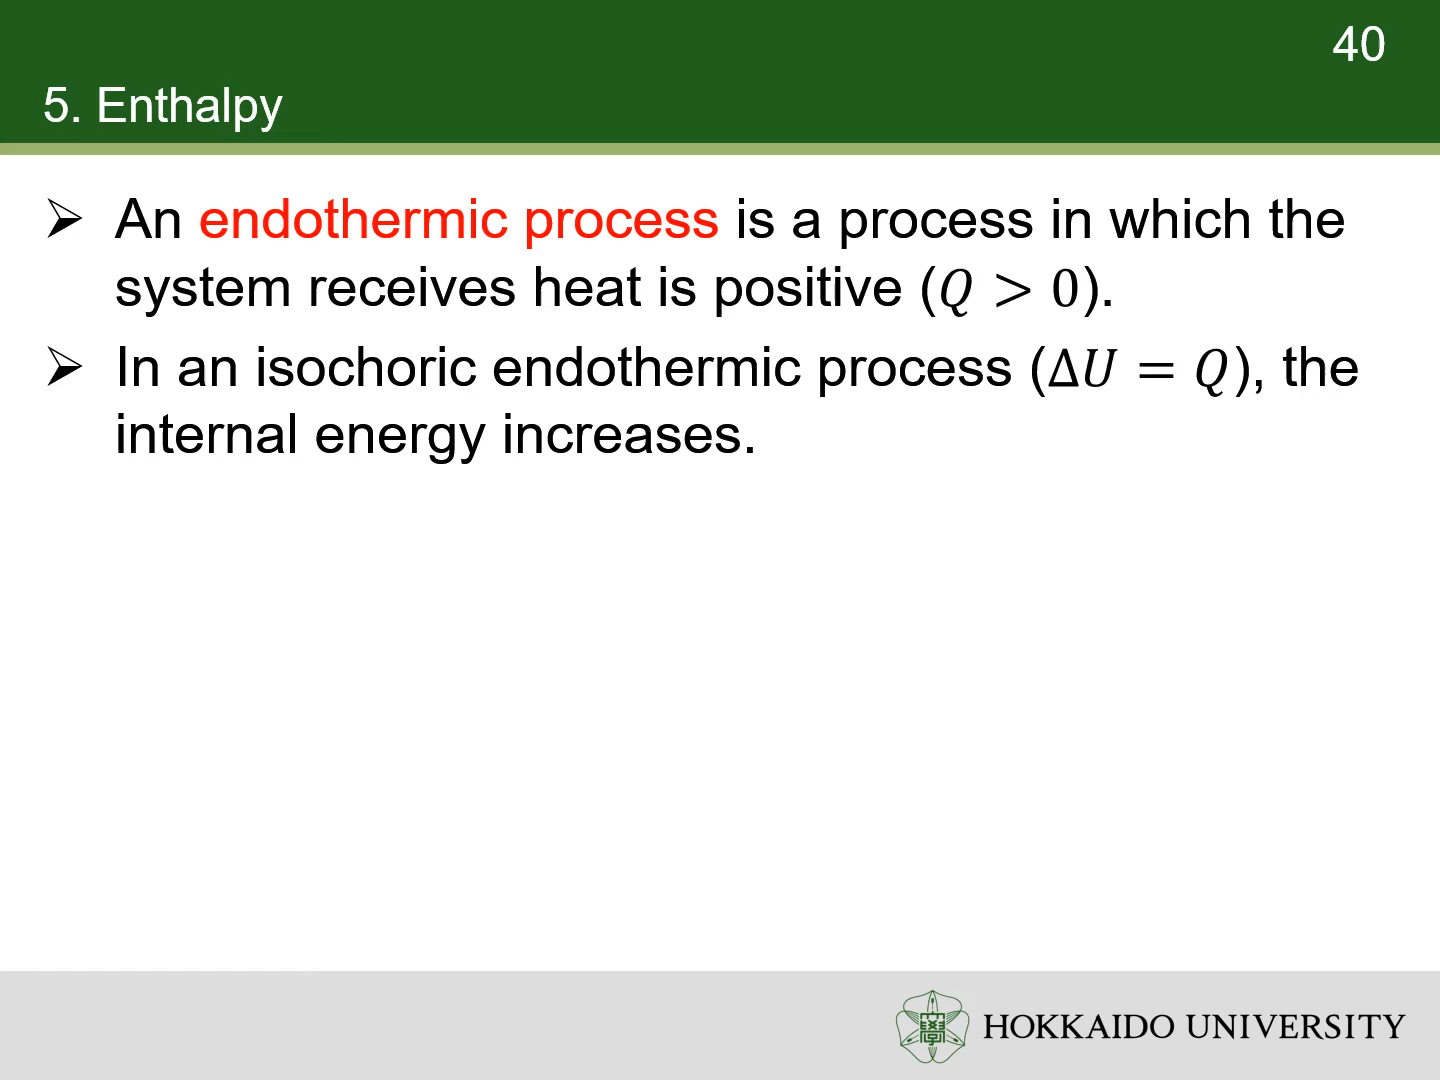 40
5. Enthalpy
➢ An endothermic process is a process in which the
system receives heat is positive (𝑄 > 0).
➢ In an isochoric endothermic process (Δ𝑈 = 𝑄), the
internal energy increases.
HOKKAIDO UNIVERSITY